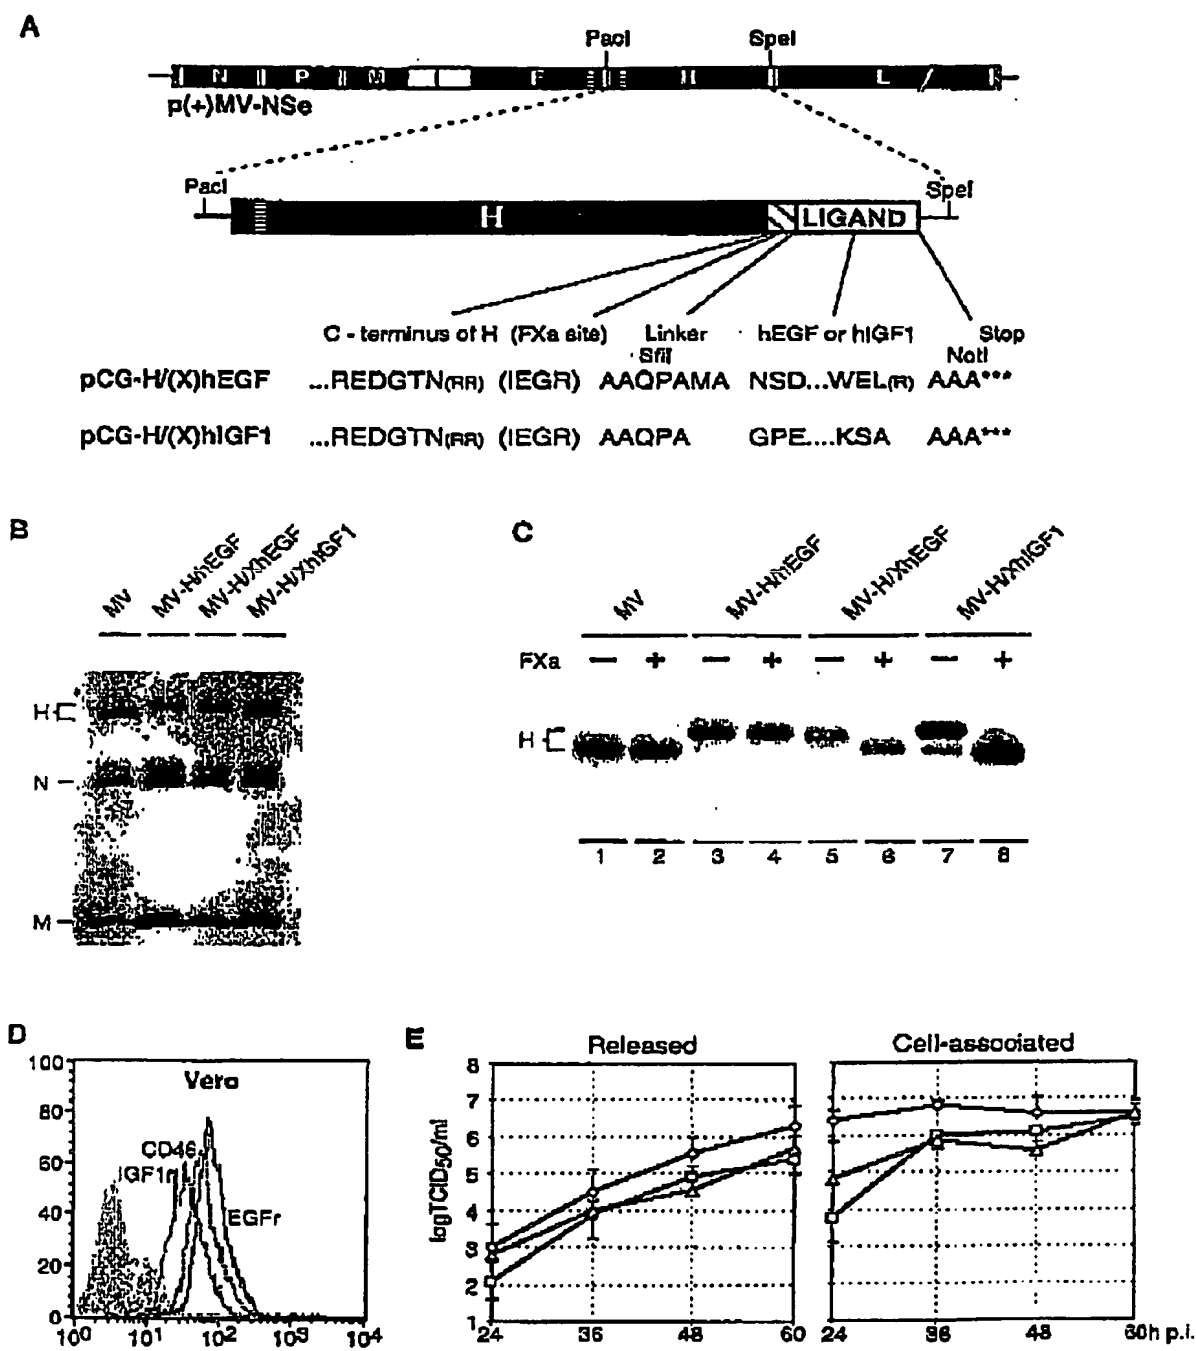 A
PacI SpeI
N P M F H L
p(+)MV-NSe
PacI SpeI
H LIGAND
C - terminus of H (FXa site) Linker hEGF or hIGF1 Stop
SfiI NotI
pCG-H/(X)hEGF ...REDGTN(RR) (IEGR) AAQPAMA NSD...WEL(R) AAA***
pCG-H/(X)hIGF1 ...REDGTN(RR) (IEGR) AAQPA GPE....KSA AAA***
B
MV MV-H/hEGF MV-H/XhEGF MV-H/XhIGF1
H
N
M
C
MV MV-H/hEGF MV-H/XhEGF MV-H/XhIGF1
FXa — + — + — + — +
H
1 2 3 4 5 6 7 8
D
100
80
60
40
20
0
Vero
CD46
IGF1r
EGFr
10⁰ 10¹ 10² 10³ 10⁴
E
Released Cell-associated
logTCID50/ml
8
7
6
5
4
3
2
1
24 36 48 60
24 36 48 60h p.i.